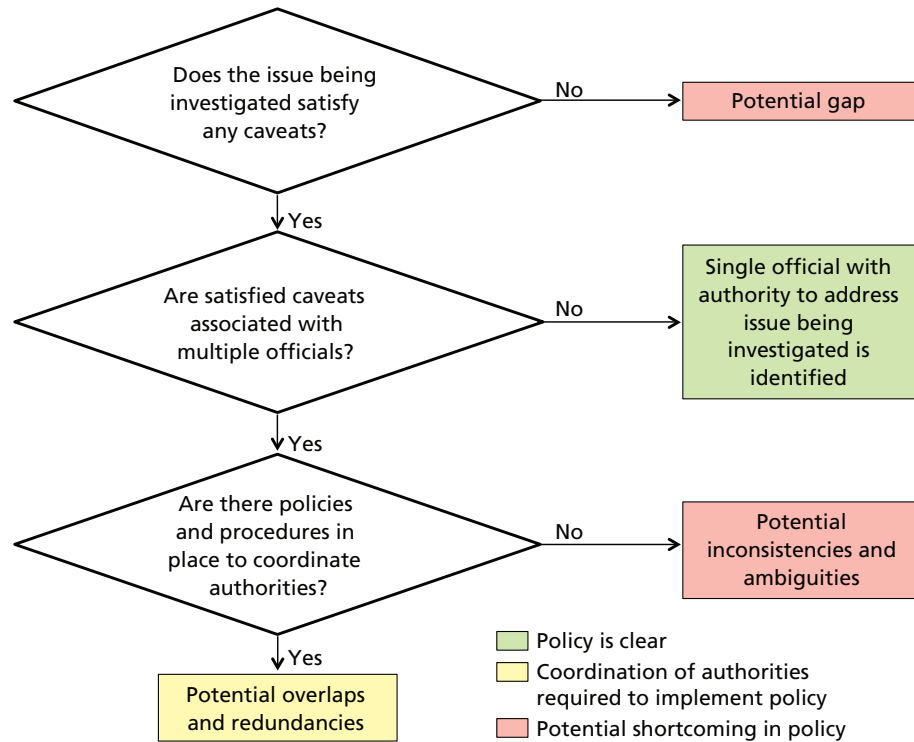 Does the issue being
investigated satisfy
any caveats?
No
Potential gap
Yes
Are satisfied caveats
associated with
multiple officials?
No
Single official with
authority to address
issue being
investigated is
identified
Yes
Are there policies
and procedures in
place to coordinate
authorities?
No
Potential
inconsistencies and
ambiguities
Yes
Potential overlaps
and redundancies
Policy is clear
Coordination of authorities
required to implement policy
Potential shortcoming in policy